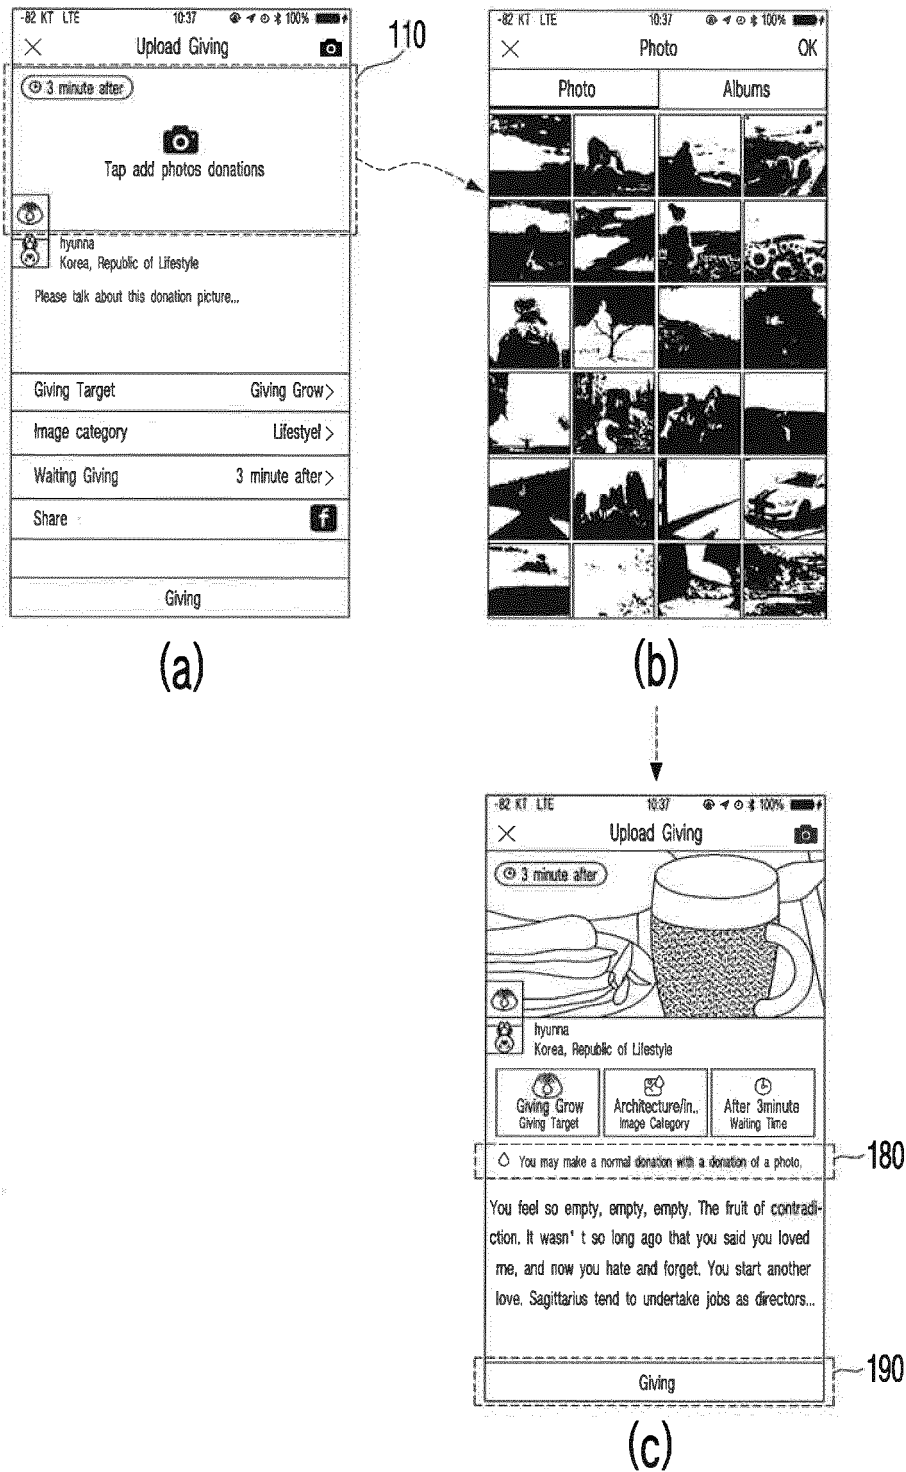 -82 KT LTE 10:37 100%
Upload Giving
110
3 minute after
Tap add photos donations
hyunna
Korea, Republic of Lifestyle
Please talk about this donation picture...
Giving Target Giving Grow>
Image category Lifestyel >
Waiting Giving 3 minute after>
Share f
Giving
(a)
-82 KT LTE 10:37 100%
Photo OK
Photo Albums
(b)
-82 KT LTE 10:37 100%
Upload Giving
3 minute after
hyunna
Korea, Republic of Lifestyle
Giving Grow Architecture/in.. After 3minute
Giving Target Image Category Waiting Time
You may make a normal donation with a donation of a photo.
180
You feel so empty, empty, empty. The fruit of contradi-
ction. It wasn' t so long ago that you said you loved
me, and now you hate and forget. You start another
love. Sagittarius tend to undertake jobs as directors...
190
Giving
(c)